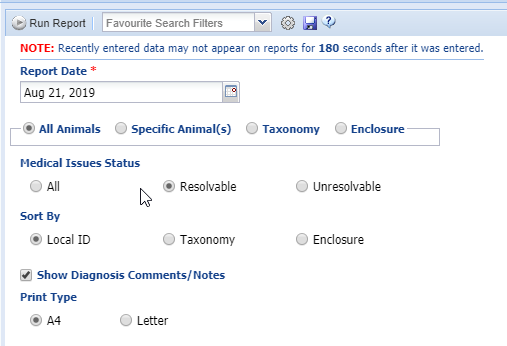 Run Report Favourite Search Filters
NOTE: Recently entered data may not appear on reports for 180 seconds after it was entered.
Report Date *
Aug 21, 2019
All Animals Specific Animal(s) Taxonomy Enclosure
Medical Issues Status
All Resolvable Unresolvable
Sort By
Local ID Taxonomy Enclosure
Show Diagnosis Comments/Notes
Print Type
A4 Letter